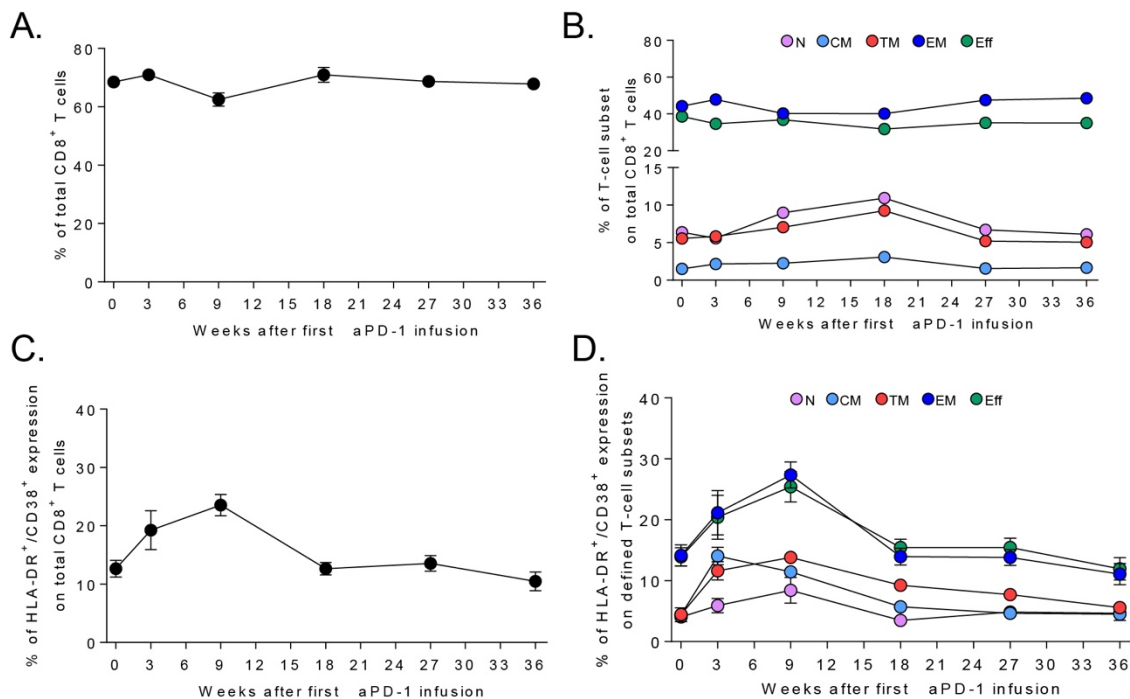 A.
% of total CD8+ T cells
80
60
40
20
0
0 3 9 12 15 18 21 24 27 30 33 36
Weeks after first aPD-1 infusion
B.
N CM TM EM Eff
% of T-cell subset
on total CD8+ T cells
80
60
40
20
15
10
5
0
0 3 9 12 15 18 21 24 27 30 33 36
Weeks after first aPD-1 infusion
C.
% of HLA-DR+/CD38+ expression
on total CD8+ T cells
40
30
20
10
0
0 3 9 12 15 18 21 24 27 30 33 36
Weeks after first aPD-1 infusion
D.
N CM TM EM Eff
% of HLA-DR+/CD38+ expression
on defined T-cell subsets
40
30
20
10
0
0 3 9 12 15 18 21 24 27 30 33 36
Weeks after first aPD-1 infusion